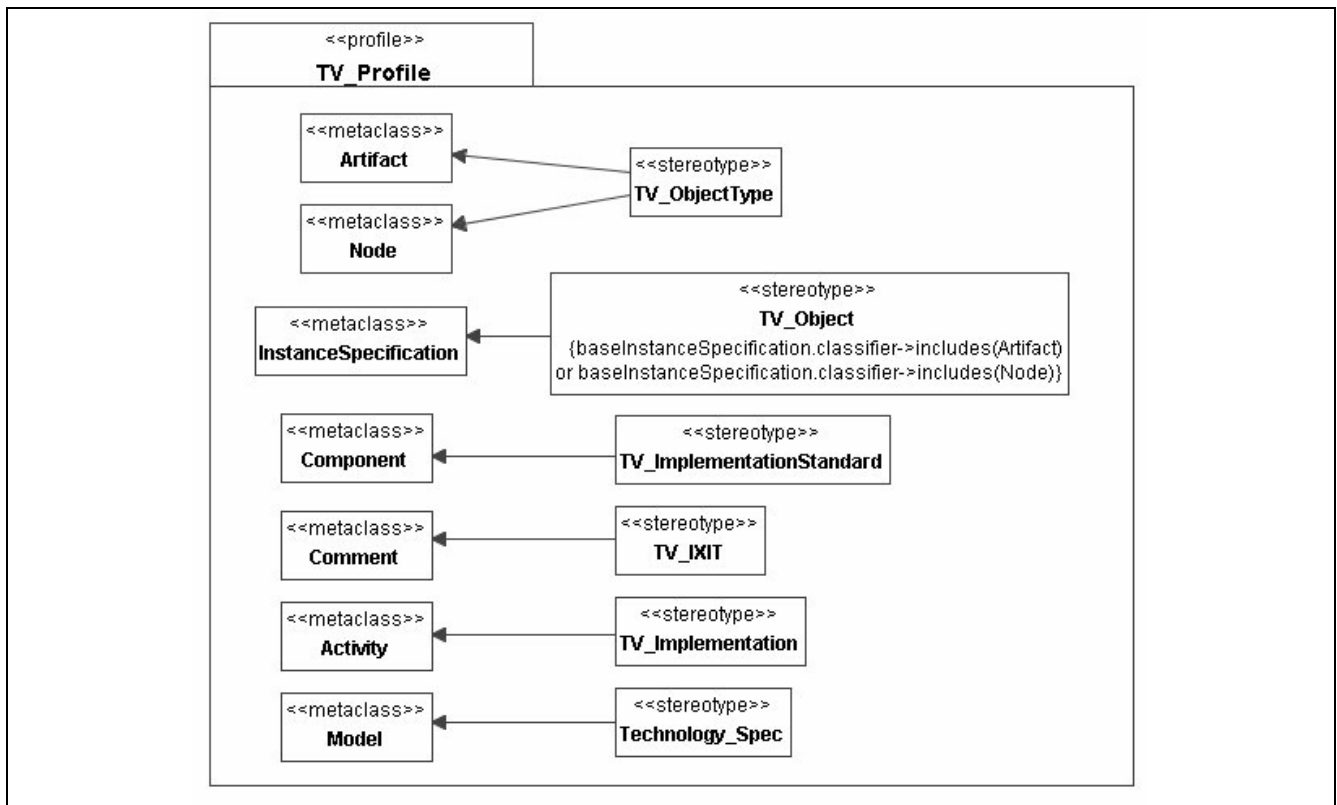 <<profile>>
TV_Profile
<<metaclass>>
Artifact
<<stereotype>>
TV_ObjectType
<<metaclass>>
Node
<<stereotype>>
TV_Object
{baseInstanceSpecification.classifier->includes(Artifact)
or baseInstanceSpecification.classifier->includes(Node)}
<<metaclass>>
InstanceSpecification
<<metaclass>>
Component
<<stereotype>>
TV_ImplementationStandard
<<metaclass>>
Comment
<<stereotype>>
TV_IXIT
<<metaclass>>
Activity
<<stereotype>>
TV_Implementation
<<metaclass>>
Model
<<stereotype>>
Technology_Spec